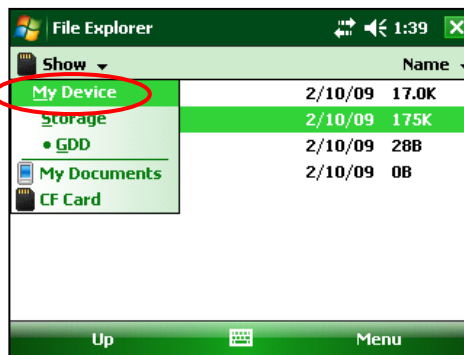 File Explorer 1:39
Show Name
My Device 2/10/09 17.0K
Storage 2/10/09 175K
GDD 2/10/09 28B
My Documents 2/10/09 0B
CF Card
Up Menu